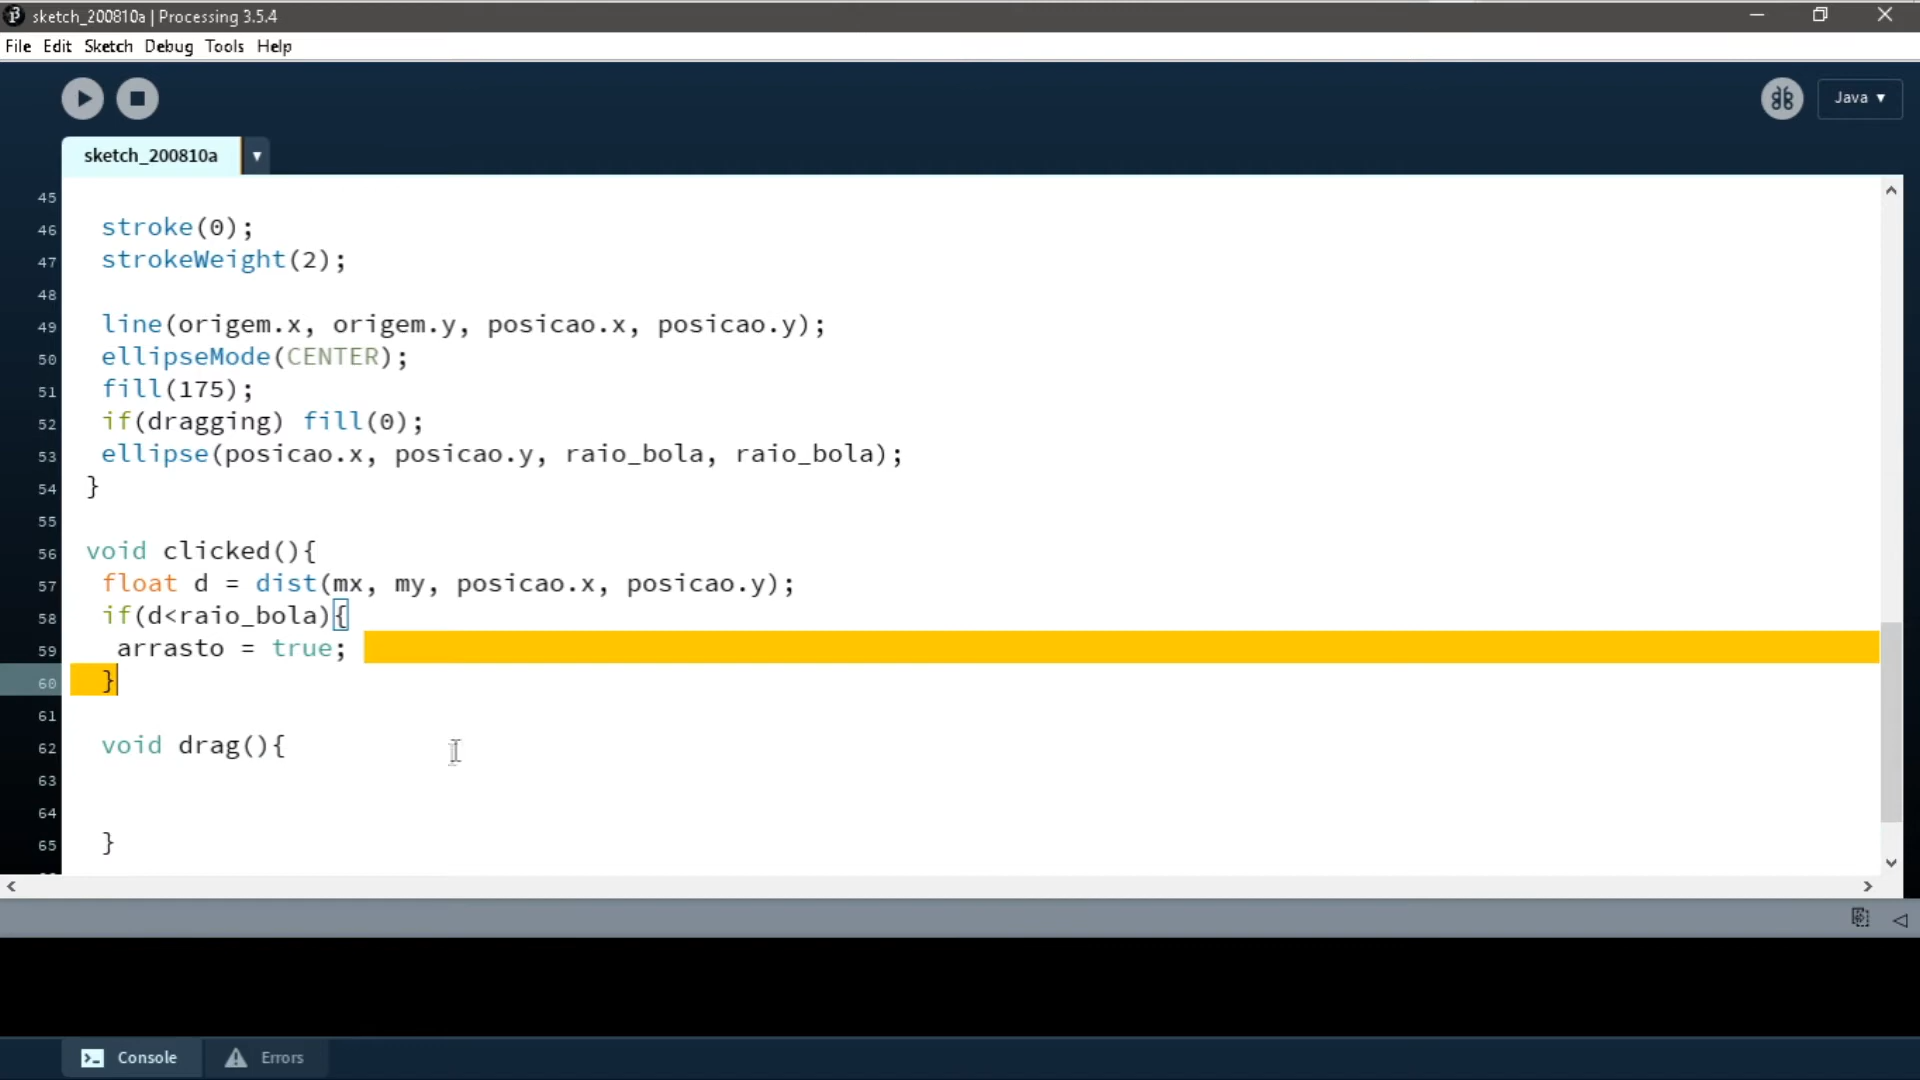 sketch_200810a | Processing 3.5.4
File Edit Sketch Debug Tools Help
Java ▾
sketch_200810a ▾
45
46 stroke(0);
47 strokeWeight(2);
48
49 line(origem.x, origem.y, posicao.x, posicao.y);
50 ellipseMode(CENTER);
51 fill(175);
52 if(dragging) fill(0);
53 ellipse(posicao.x, posicao.y, raio_bola, raio_bola);
54 }
55
56 void clicked(){
57 float d = dist(mx, my, posicao.x, posicao.y);
58 if(d<raio_bola){
59 arrasto = true;
60 }
61
62 void drag(){
63
64
65 }
Console Errors